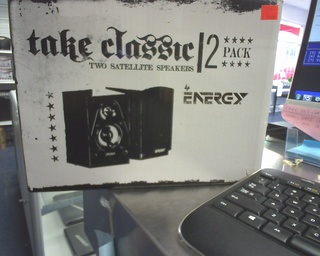 take classic 2
PACK
TWO SATELLITE SPEAKERS
ENERGY